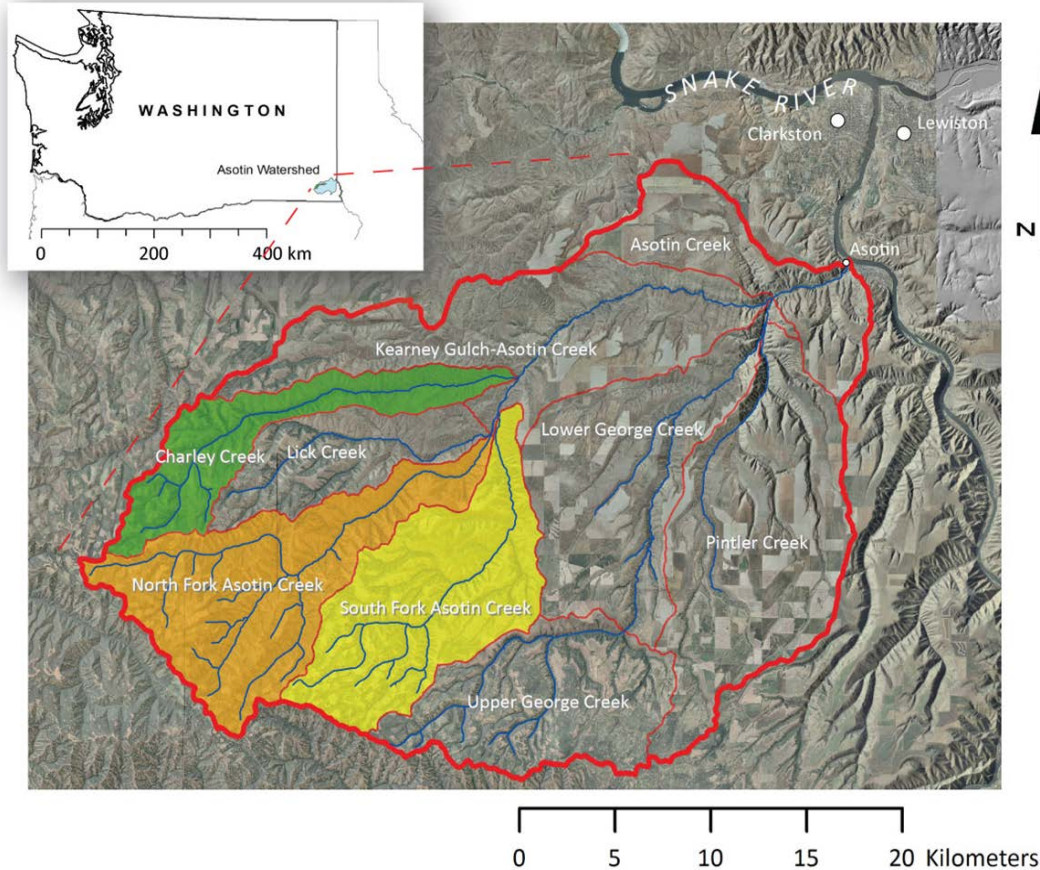 WASHINGTON
Asotin Watershed
0 200 400 km
SNAKE RIVER
Clarkston
Lewiston
Asotin
Asotin Creek
N
Kearney Gulch-Asotin Creek
Lower George Creek
Charley Creek
Lick Creek
Pintler Creek
North Fork Asotin Creek
South Fork Asotin Creek
Upper George Creek
0 5 10 15 20 Kilometers